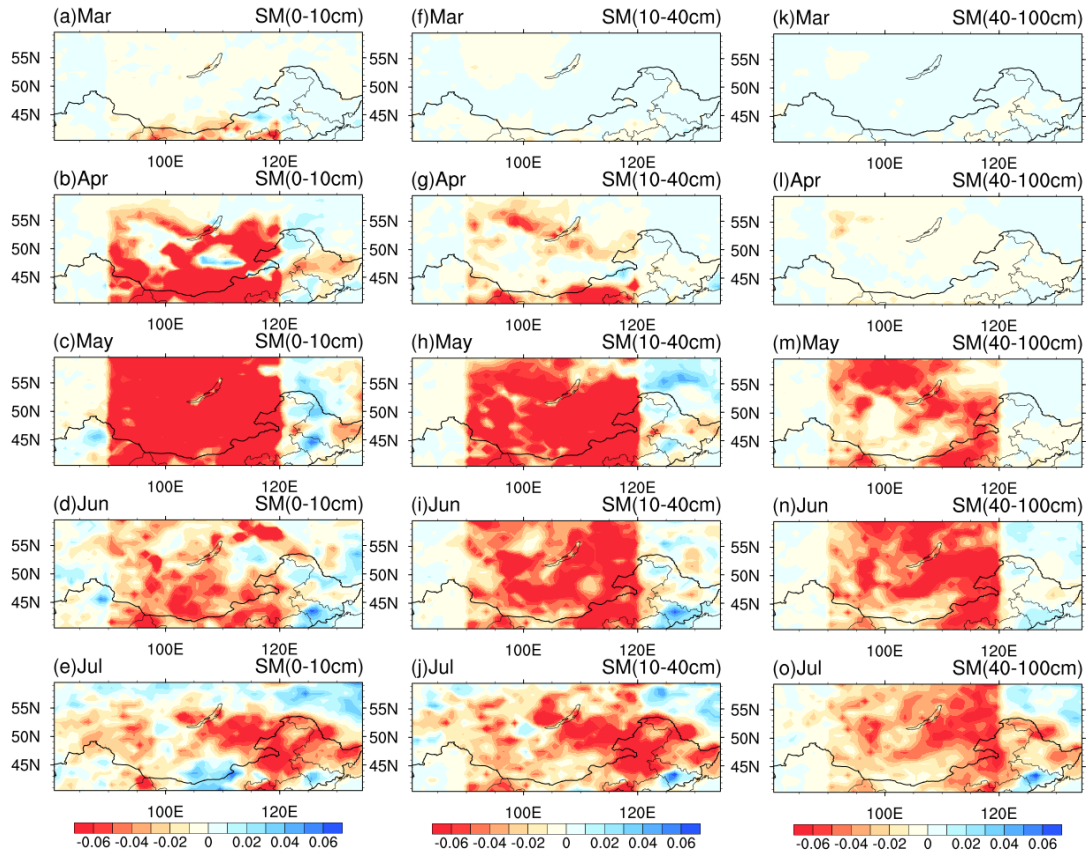 (a)Mar SM(0-10cm) (f)Mar SM(10-40cm) (k)Mar SM(40-100cm)
55N 55N 55N
50N 50N 50N
45N 45N 45N
100E 120E 100E 120E 100E 120E
(b)Apr SM(0-10cm) (g)Apr SM(10-40cm) (l)Apr SM(40-100cm)
55N 55N 55N
50N 50N 50N
45N 45N 45N
100E 120E 100E 120E 100E 120E
(c)May SM(0-10cm) (h)May SM(10-40cm) (m)May SM(40-100cm)
55N 55N 55N
50N 50N 50N
45N 45N 45N
100E 120E 100E 120E 100E 120E
(d)Jun SM(0-10cm) (i)Jun SM(10-40cm) (n)Jun SM(40-100cm)
55N 55N 55N
50N 50N 50N
45N 45N 45N
100E 120E 100E 120E 100E 120E
(e)Jul SM(0-10cm) (j)Jul SM(10-40cm) (o)Jul SM(40-100cm)
55N 55N 55N
50N 50N 50N
45N 45N 45N
100E 120E 100E 120E 100E 120E
-0.06 -0.04 -0.02 0 0.02 0.04 0.06 -0.06 -0.04 -0.02 0 0.02 0.04 0.06 -0.06 -0.04 -0.02 0 0.02 0.04 0.06